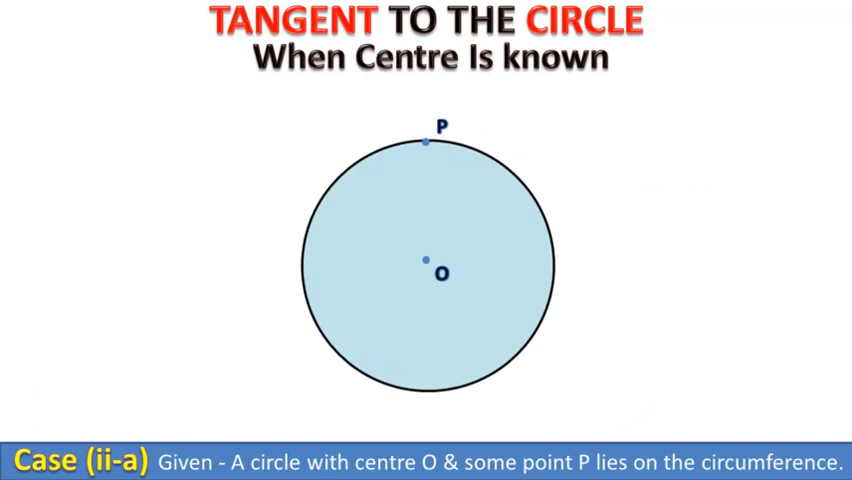 TANGENT TO THE CIRCLE
When Centre Is known
P
O
Case (ii-a) Given - A circle with centre O & some point P lies on the circumference.